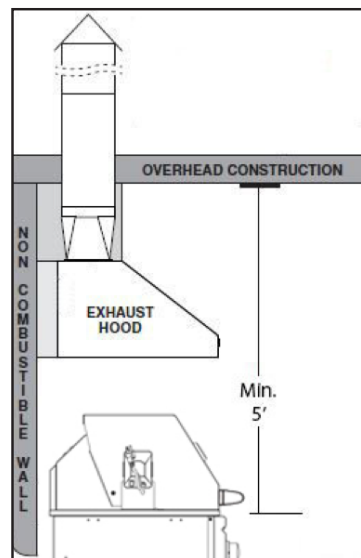 OVERHEAD CONSTRUCTION
NON COMBUSTIBLE WALL
EXHAUST
HOOD
Min.
5'